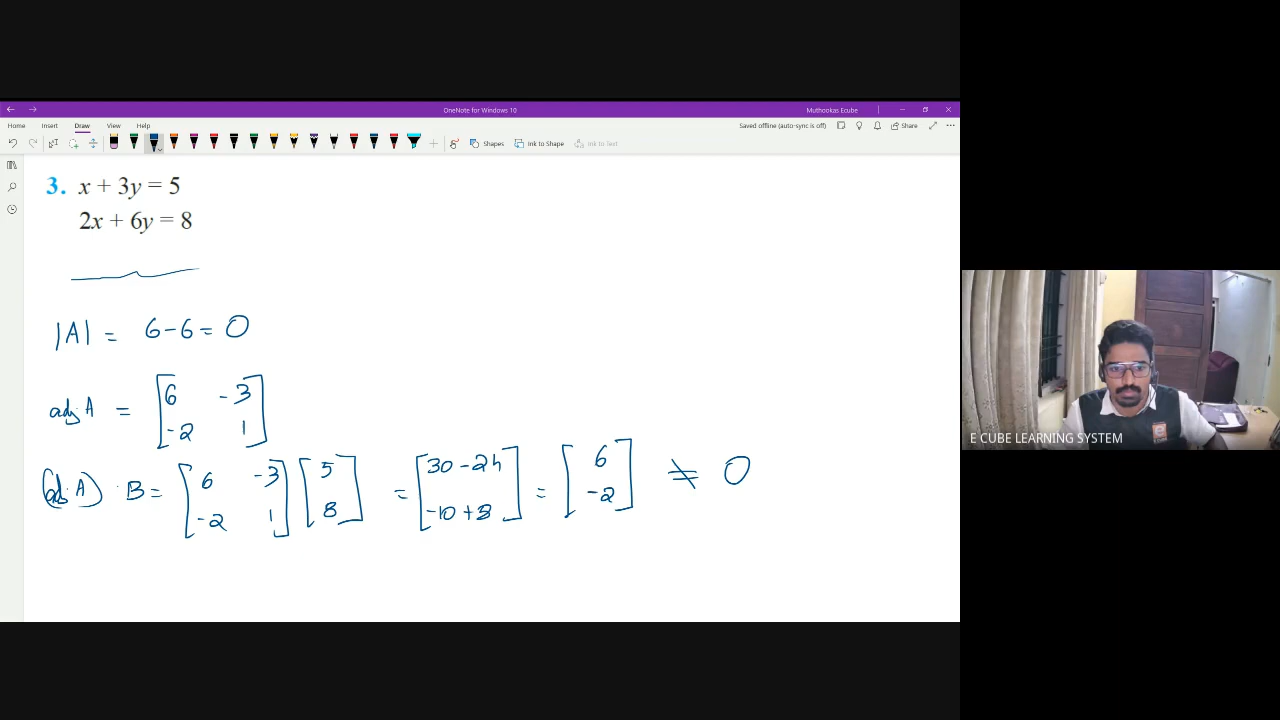 OneNote for Windows 10
Muthookas Ecube
Home Insert Draw View Help
Saved offline (auto-sync is off) Share
Shapes Ink to Shape Ink to Text
3. x + 3y = 5
2x + 6y = 8
|A| = 6 - 6 = 0
adj A = [6 -3
-2 1]
(adj A) . B = [6 -3 [5 = [30 - 24 = [6 ≠ 0
-2 1] 8] -10 + 8] -2]
E CUBE LEARNING SYSTEM